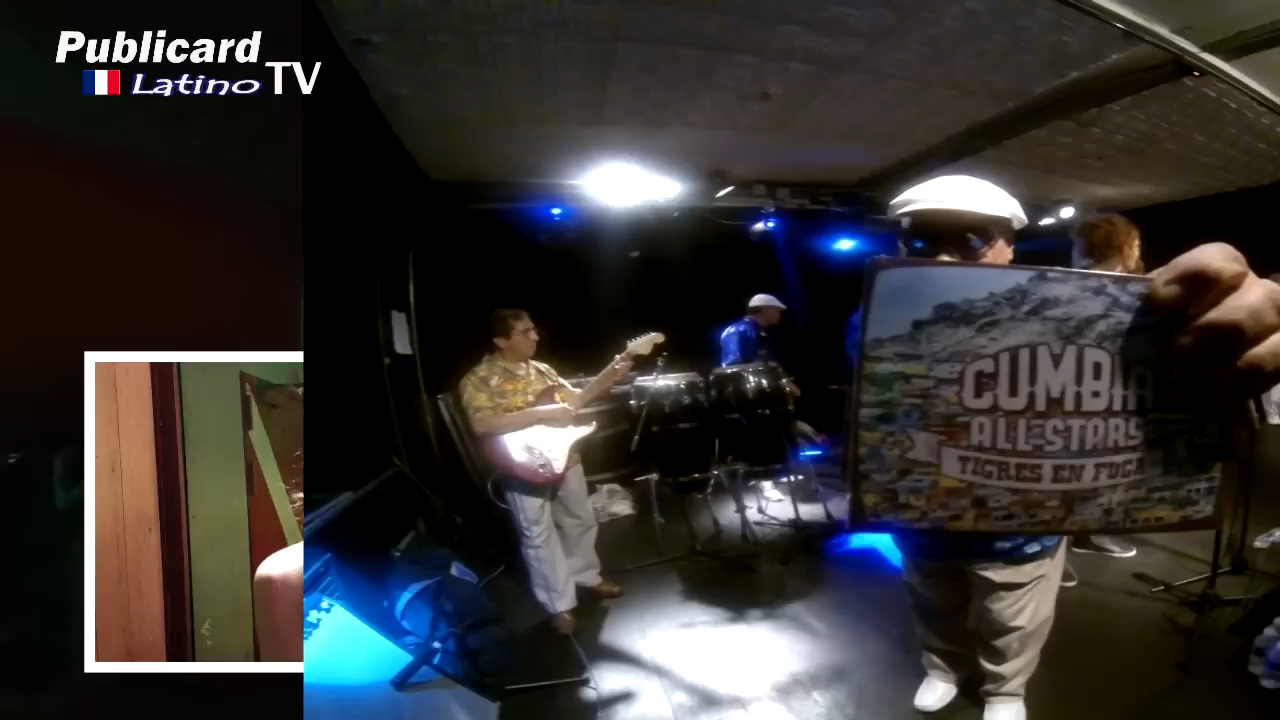 Publicard
Latino TV
CUMBIA
ALL-STARS
TIGRES EN FUGA